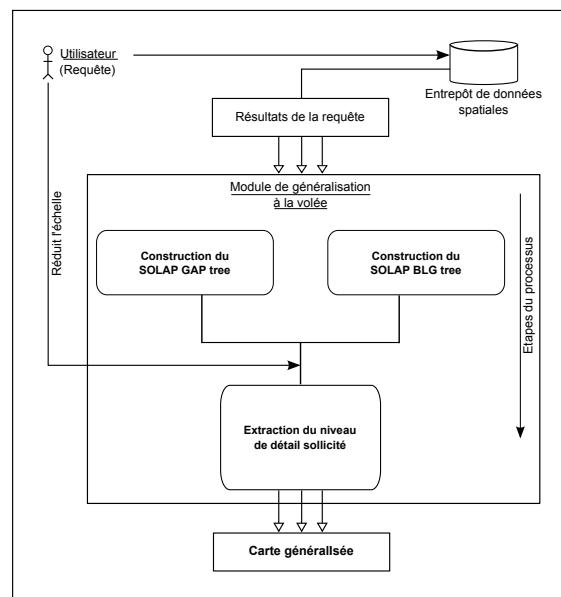 Utilisateur
(Requête)
Entrepôt de données
spatiales
Résultats de la requête
Module de généralisation
à la volée
Réduit l'échelle
Construction du
SOLAP GAP tree
Construction du
SOLAP BLG tree
Etapes du processus
Extraction du niveau
de détail sollicité
Carte générallsée